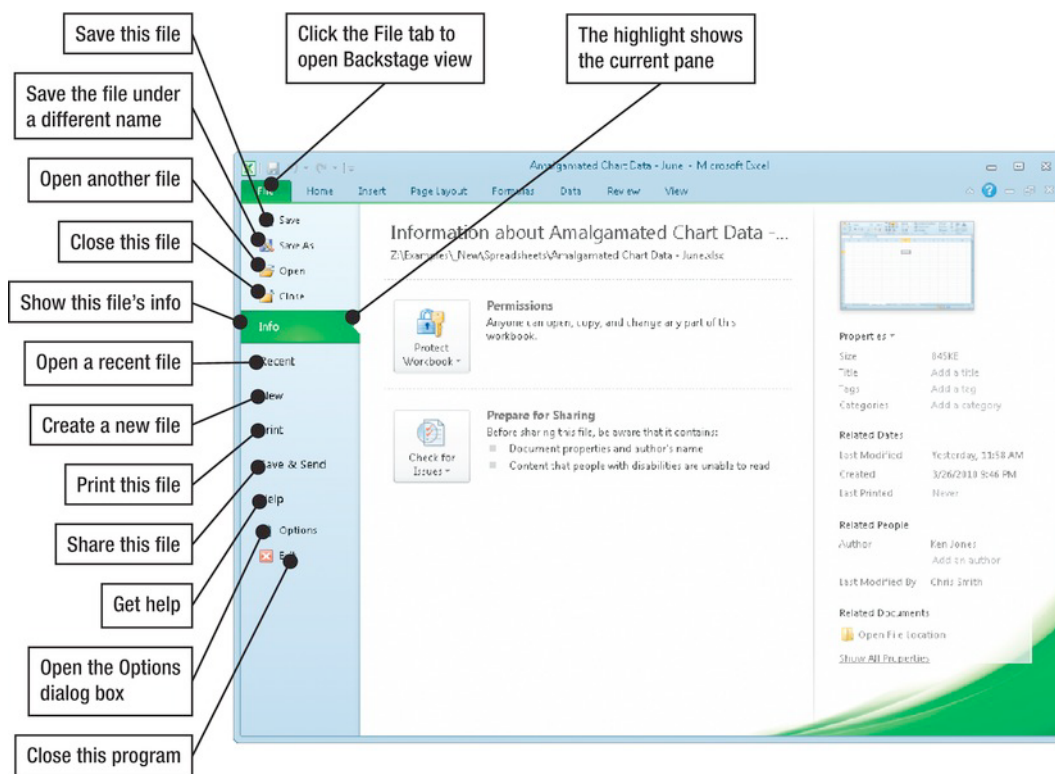 Save this file
Click the File tab to
open Backstage view
The highlight shows
the current pane
Save the file under
a different name
Open another file
Close this file
Show this file's info
Open a recent file
Create a new file
Print this file
Share this file
Get help
Open the Options
dialog box
Close this program
Amalgamated Chart Data - June - Microsoft Excel
File Home Insert Page Layout Formulas Data Review View
Save
Save As
Open
Close
Info
Recent
New
Print
Save & Send
Help
Options
Exit
Information about Amalgamated Chart Data -...
Z:\Examples\_New\Spreadsheets\Amalgamated Chart Data - June.xlsx
Permissions
Anyone can open, copy, and change any part of this
workbook.
Protect
Workbook
Prepare for Sharing
Before sharing this file, be aware that it contains:
Document properties and author's name
Content that people with disabilities are unable to read
Check for
Issues
Properties
Size
Title Add a title
Tags Add a tag
Categories Add a category
Related Dates
Last Modified Yesterday, 11:58 AM
Created 3/26/2010 9:46 PM
Last Printed Never
Related People
Author Ken Jones
Add an author
Last Modified By Chris Smith
Related Documents
Open File Location
Show All Properties